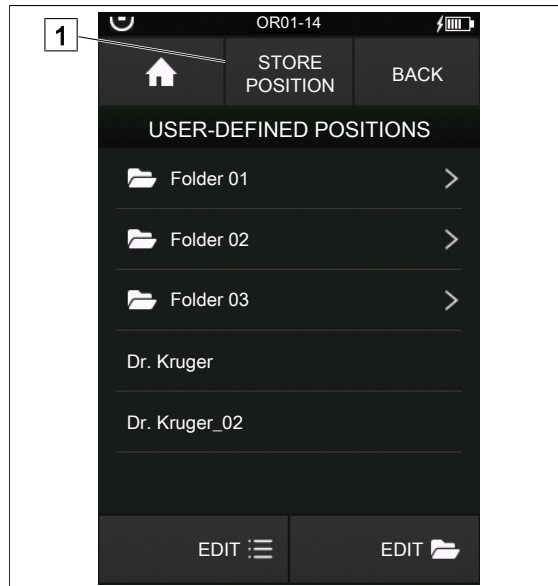 1
OR01-14
STORE
POSITION
BACK
USER-DEFINED POSITIONS
Folder 01
Folder 02
Folder 03
Dr. Kruger
Dr. Kruger_02
EDIT
EDIT